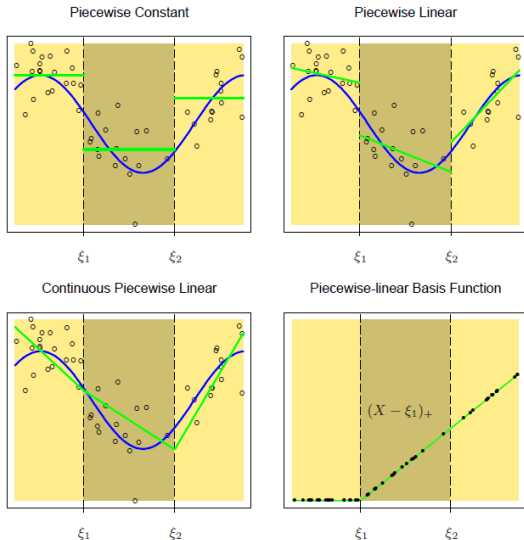 Piecewise Constant
Piecewise Linear
ξ₁
ξ₂
ξ₁
ξ₂
Continuous Piecewise Linear
Piecewise-linear Basis Function
(X − ξ₁)₊
ξ₁
ξ₂
ξ₁
ξ₂